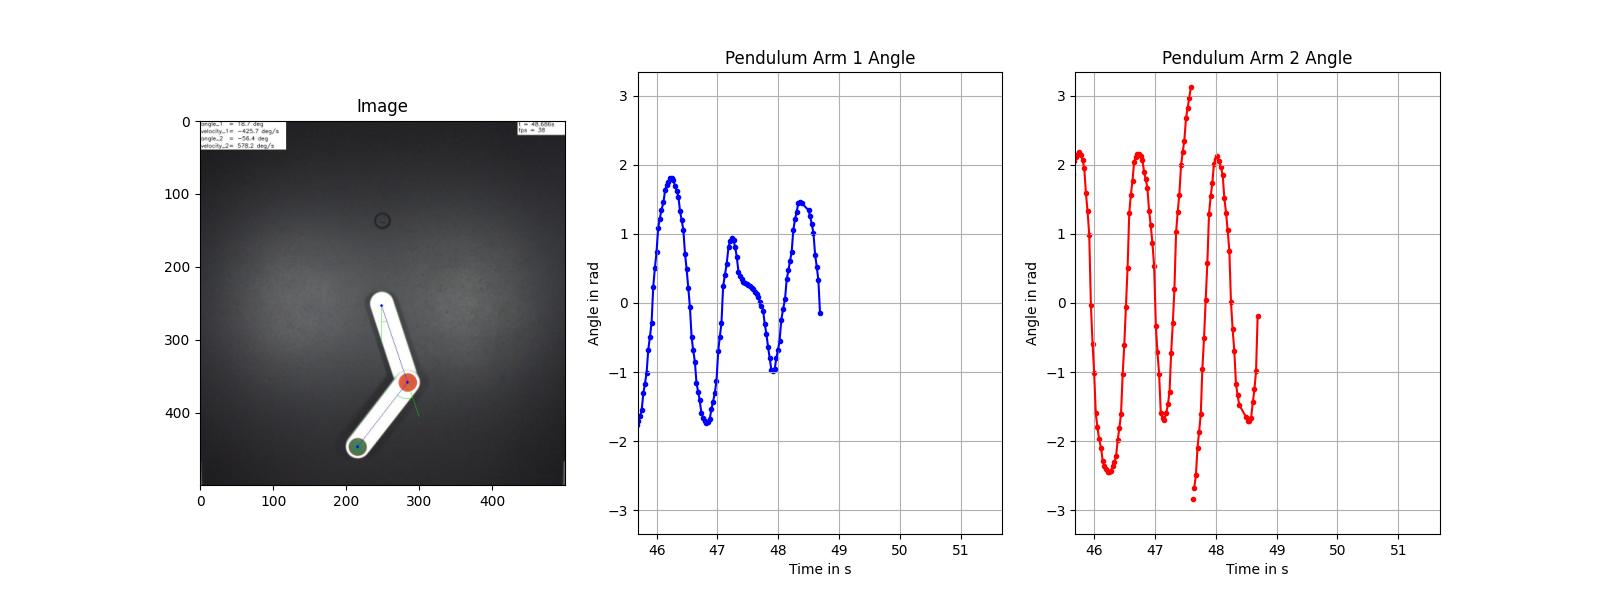 Image
Pendulum Arm 1 Angle
Pendulum Arm 2 Angle
angle_1 = 18.7 deg
velocity_1= -425.7 deg/s
angle_2 = -56.4 deg
velocity_2= 578.2 deg/s
t = 48.686s
fps = 38
0
100
200
300
400
0
100
200
300
400
Angle in rad
3
2
1
0
−1
−2
−3
46
47
48
49
50
51
Time in s
Angle in rad
3
2
1
0
−1
−2
−3
46
47
48
49
50
51
Time in s